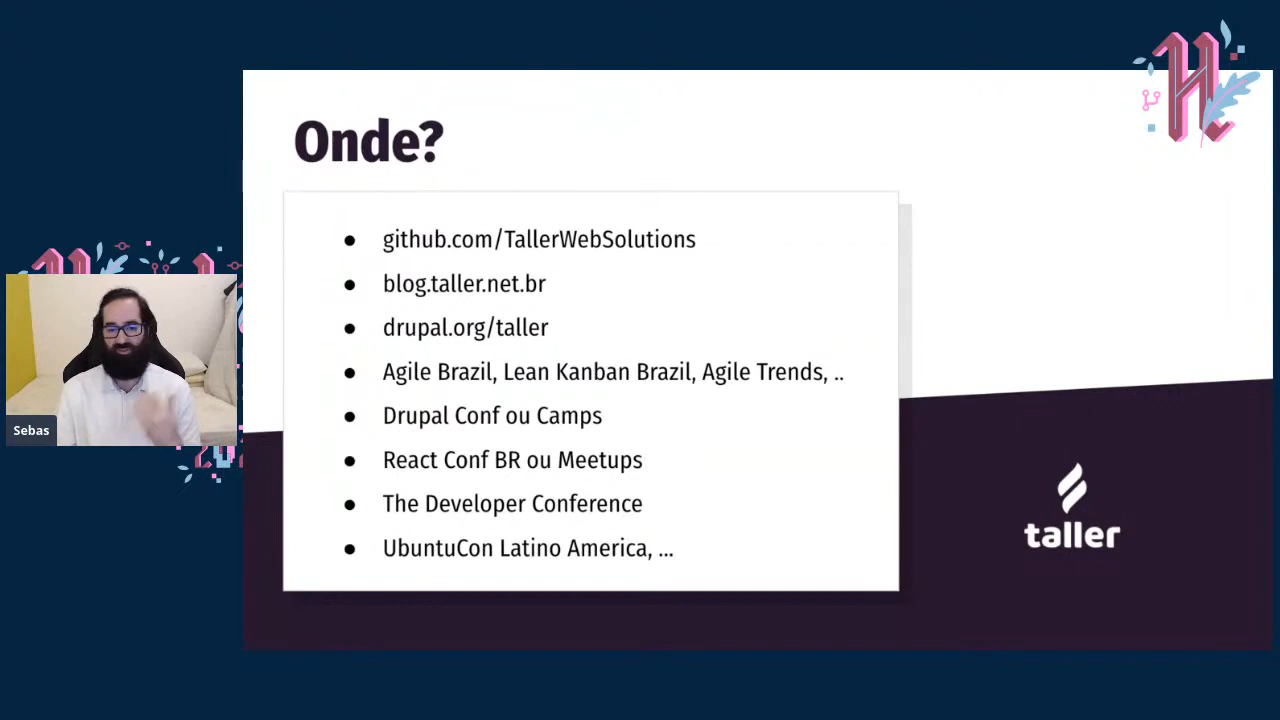 Onde?
github.com/TallerWebSolutions
blog.taller.net.br
drupal.org/taller
Agile Brazil, Lean Kanban Brazil, Agile Trends, ..
Drupal Conf ou Camps
React Conf BR ou Meetups
The Developer Conference
UbuntuCon Latino America, ...
taller
Sebas
H